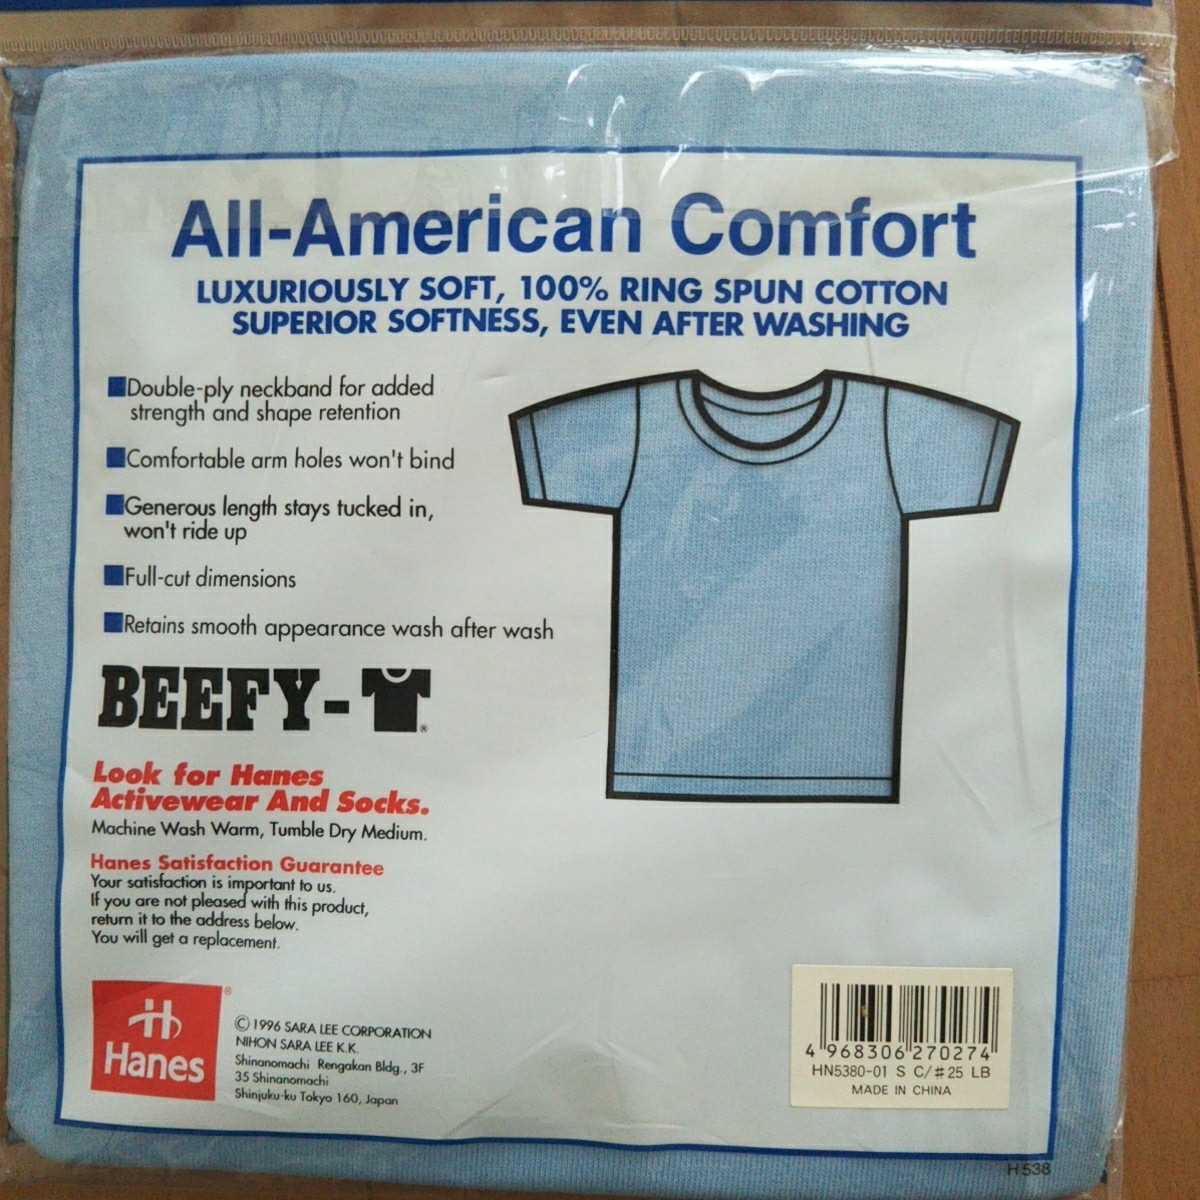 All-American Comfort
LUXURIOUSLY SOFT, 100% RING SPUN COTTON
SUPERIOR SOFTNESS, EVEN AFTER WASHING
Double-ply neckband for added
strength and shape retention
Comfortable arm holes won't bind
Generous length stays tucked in,
won't ride up
Full-cut dimensions
Retains smooth appearance wash after wash
BEEFY-T®
Look for Hanes
Activewear And Socks.
Machine Wash Warm, Tumble Dry Medium.
Hanes Satisfaction Guarantee
Your satisfaction is important to us.
If you are not pleased with this product,
return it to the address below.
You will get a replacement.
H ®
Hanes
© 1996 SARA LEE CORPORATION
NIHON SARA LEE K.K.
Shinanomachi Rengakan Bldg., 3F
35 Shinanomachi
Shinjuku-ku Tokyo 160, Japan
4 968306 270274
HN5380-01 S C/#25 LB
MADE IN CHINA
H538